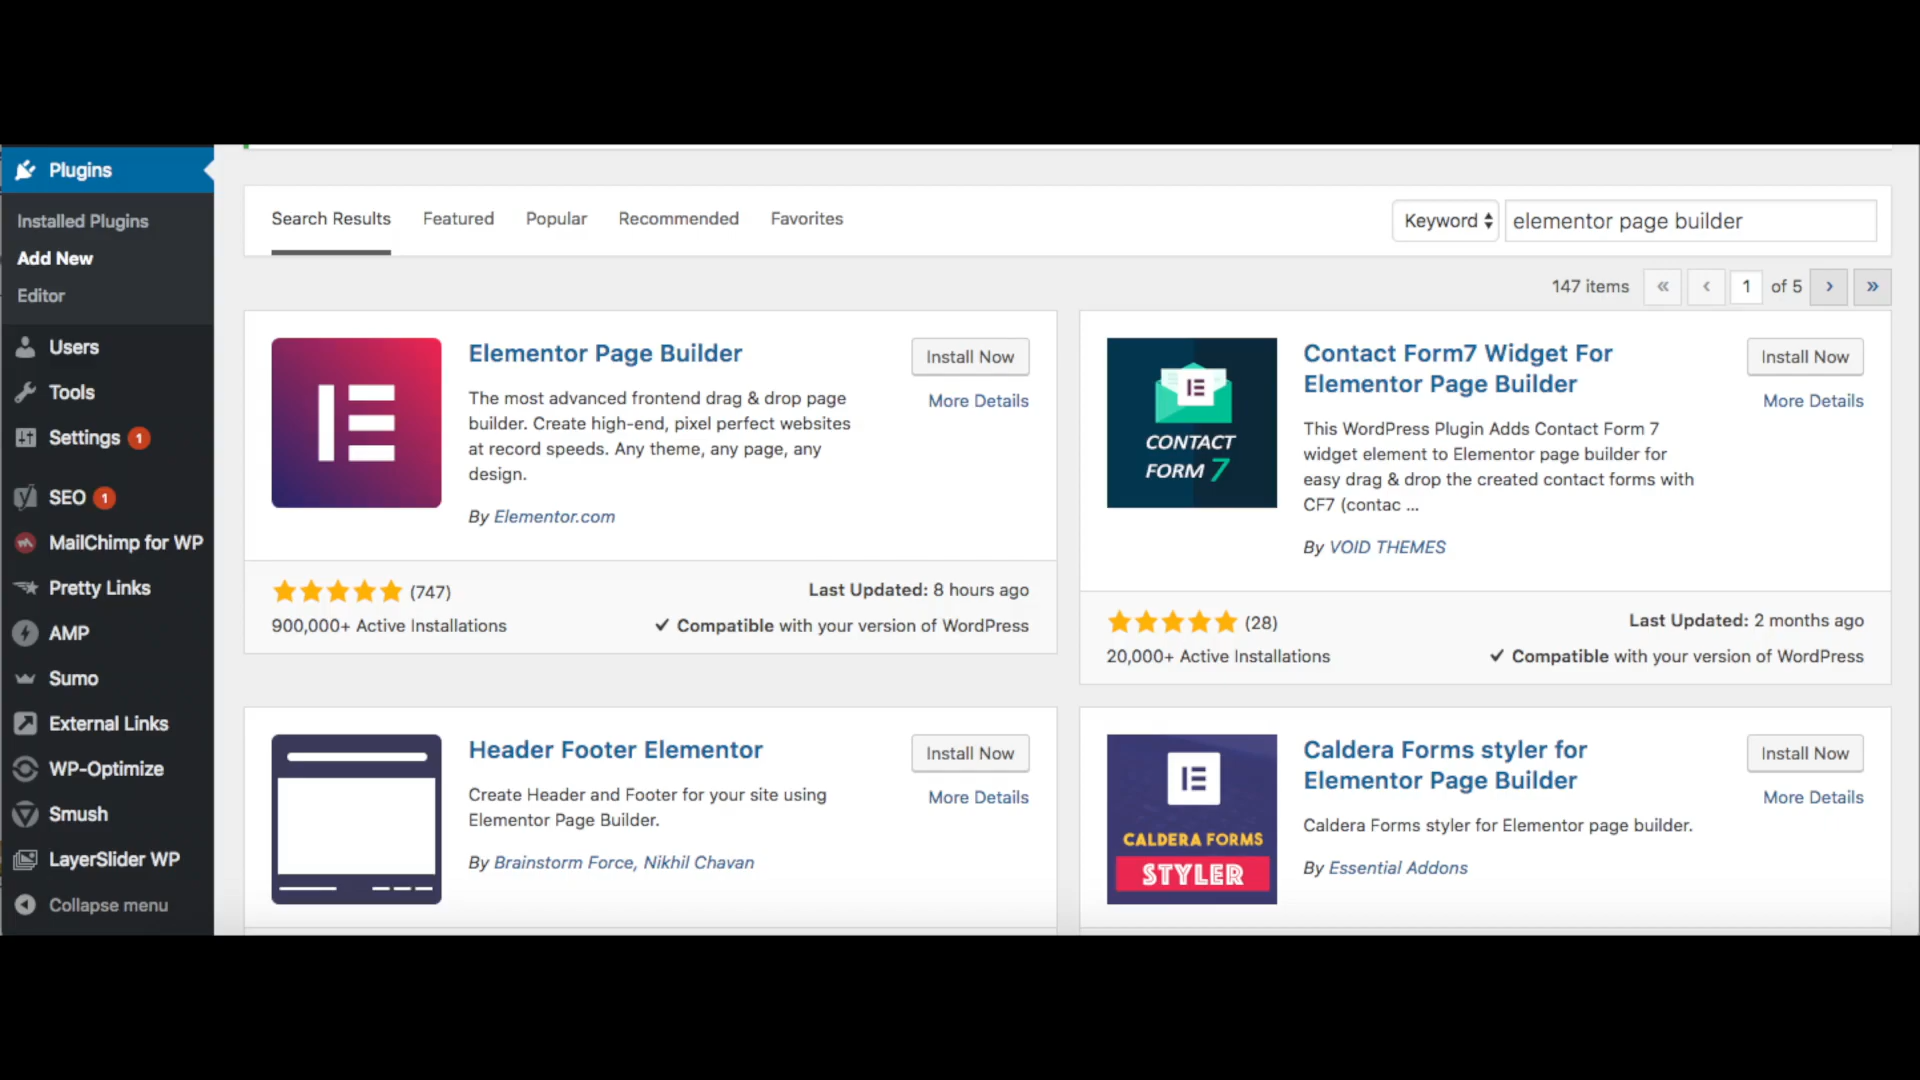 Plugins
Installed Plugins
Add New
Editor
Users
Tools
Settings 1
SEO 1
MailChimp for WP
Pretty Links
AMP
Sumo
External Links
WP-Optimize
Smush
LayerSlider WP
Collapse menu
Search Results Featured Popular Recommended Favorites
Keyword elementor page builder
147 items « ‹ 1 of 5 › »
Elementor Page Builder
Install Now
More Details
The most advanced frontend drag & drop page
builder. Create high-end, pixel perfect websites
at record speeds. Any theme, any page, any
design.
By Elementor.com
(747)
Last Updated: 8 hours ago
900,000+ Active Installations
✓ Compatible with your version of WordPress
CONTACT
FORM 7
Contact Form7 Widget For
Elementor Page Builder
Install Now
More Details
This WordPress Plugin Adds Contact Form 7
widget element to Elementor page builder for
easy drag & drop the created contact forms with
CF7 (contac ...
By VOID THEMES
(28)
Last Updated: 2 months ago
20,000+ Active Installations
✓ Compatible with your version of WordPress
Header Footer Elementor
Install Now
More Details
Create Header and Footer for your site using
Elementor Page Builder.
By Brainstorm Force, Nikhil Chavan
CALDERA FORMS
STYLER
Caldera Forms styler for
Elementor Page Builder
Install Now
More Details
Caldera Forms styler for Elementor page builder.
By Essential Addons